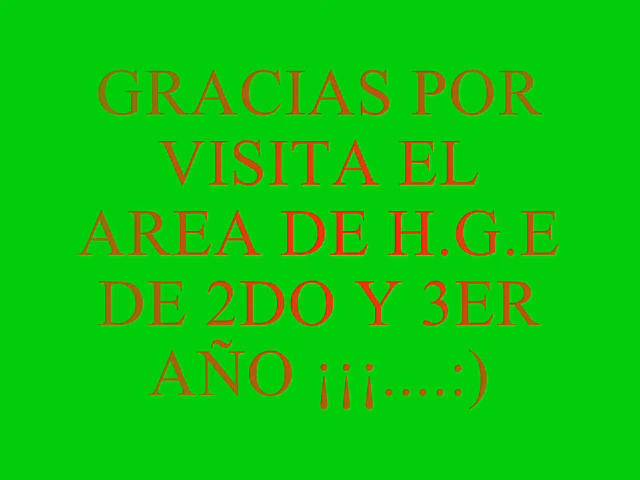 GRACIAS POR
VISITA EL
AREA DE H.G.E
DE 2DO Y 3ER
AÑO ¡¡¡....:)